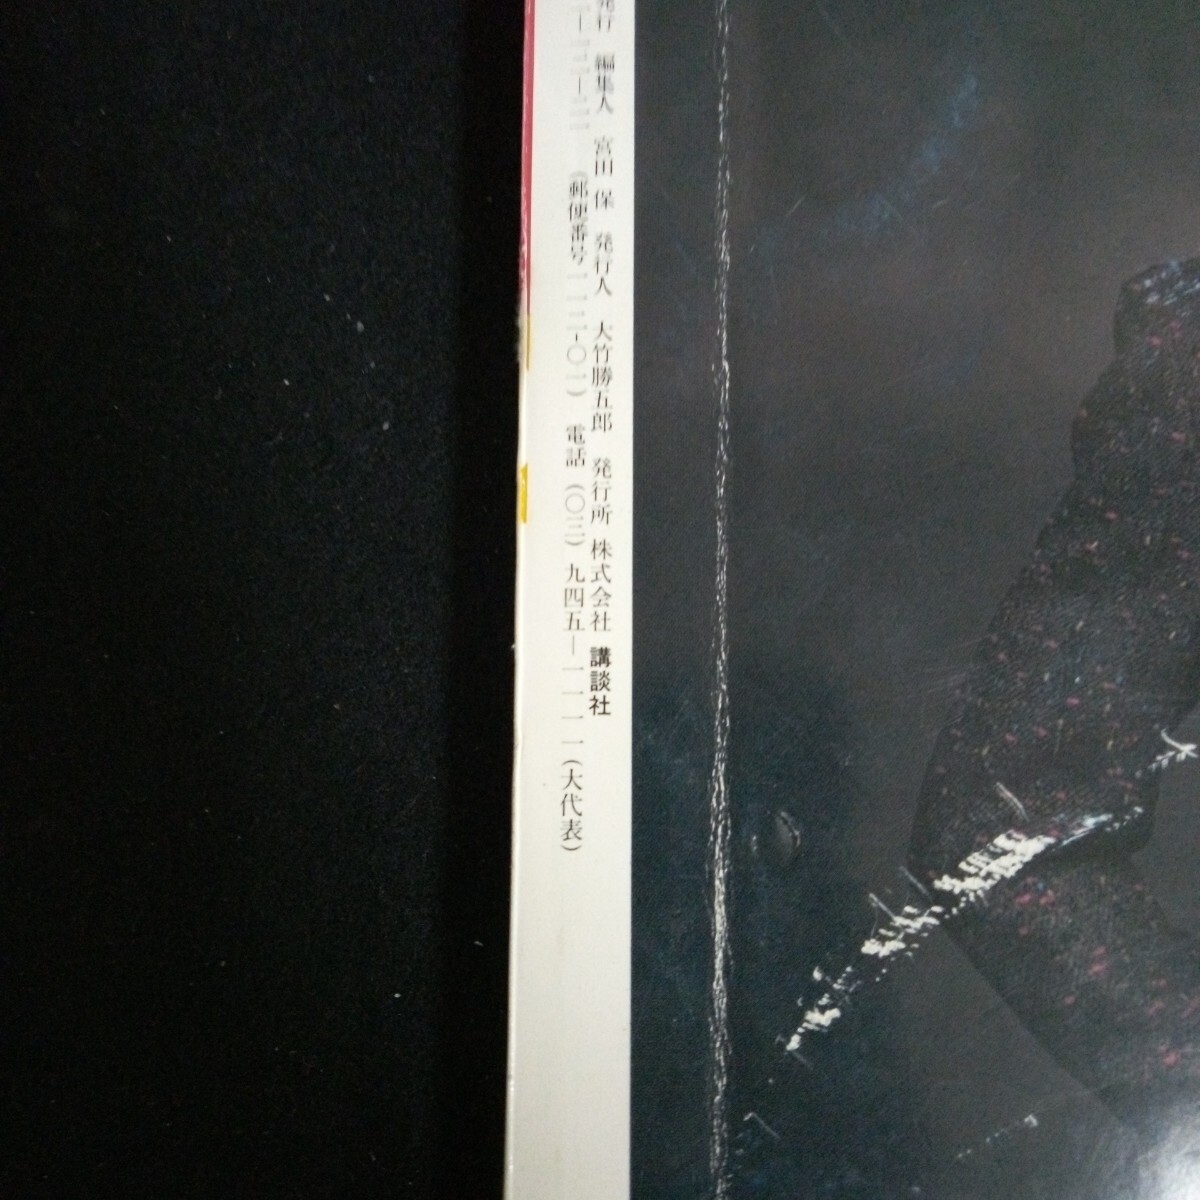 発行 編集人 宮田 保 発行人 大竹勝五郎 発行所 株式会社 講談社
(郵便番号一一二-〇一) 電話 (〇三) 九四五―一一一一(大代表)